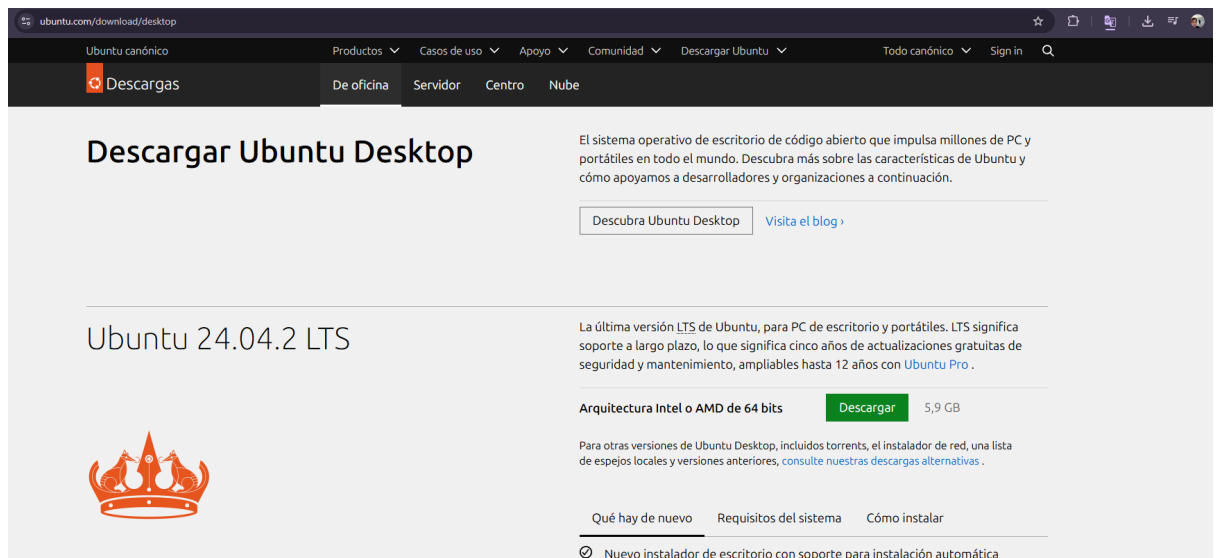 ubuntu.com/download/desktop
Ubuntu canónico Productos Casos de uso Apoyo Comunidad Descargar Ubuntu Todo canónico Sign in
Descargas De oficina Servidor Centro Nube
Descargar Ubuntu Desktop
El sistema operativo de escritorio de código abierto que impulsa millones de PC y
portátiles en todo el mundo. Descubra más sobre las características de Ubuntu y
cómo apoyamos a desarrolladores y organizaciones a continuación.
Descubra Ubuntu Desktop Visita el blog ›
Ubuntu 24.04.2 LTS
La última versión LTS de Ubuntu, para PC de escritorio y portátiles. LTS significa
soporte a largo plazo, lo que significa cinco años de actualizaciones gratuitas de
seguridad y mantenimiento, ampliables hasta 12 años con Ubuntu Pro .
Arquitectura Intel o AMD de 64 bits Descargar 5,9 GB
Para otras versiones de Ubuntu Desktop, incluidos torrents, el instalador de red, una lista
de espejos locales y versiones anteriores, consulte nuestras descargas alternativas .
Qué hay de nuevo Requisitos del sistema Cómo instalar
Nuevo instalador de escritorio con soporte para instalación automática